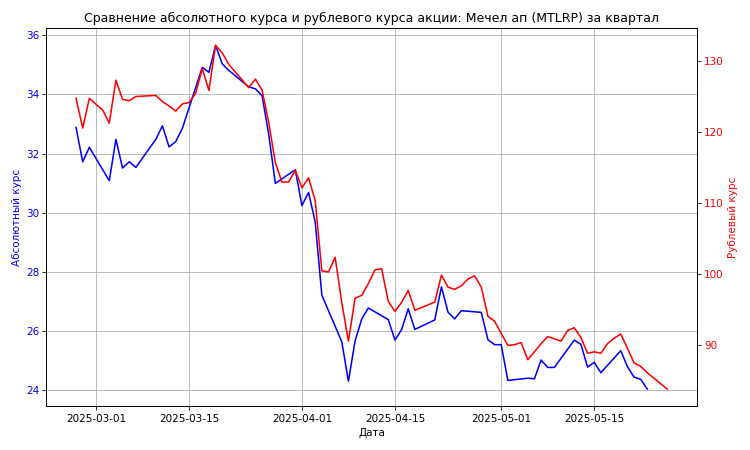 Сравнение абсолютного курса и рублевого курса акции: Мечел ап (MTLRP) за квартал
36
34
32
30
28
26
24
Абсолютный курс
130
120
110
100
90
Рублевый курс
2025-03-01 2025-03-15 2025-04-01 2025-04-15 2025-05-01 2025-05-15
Дата